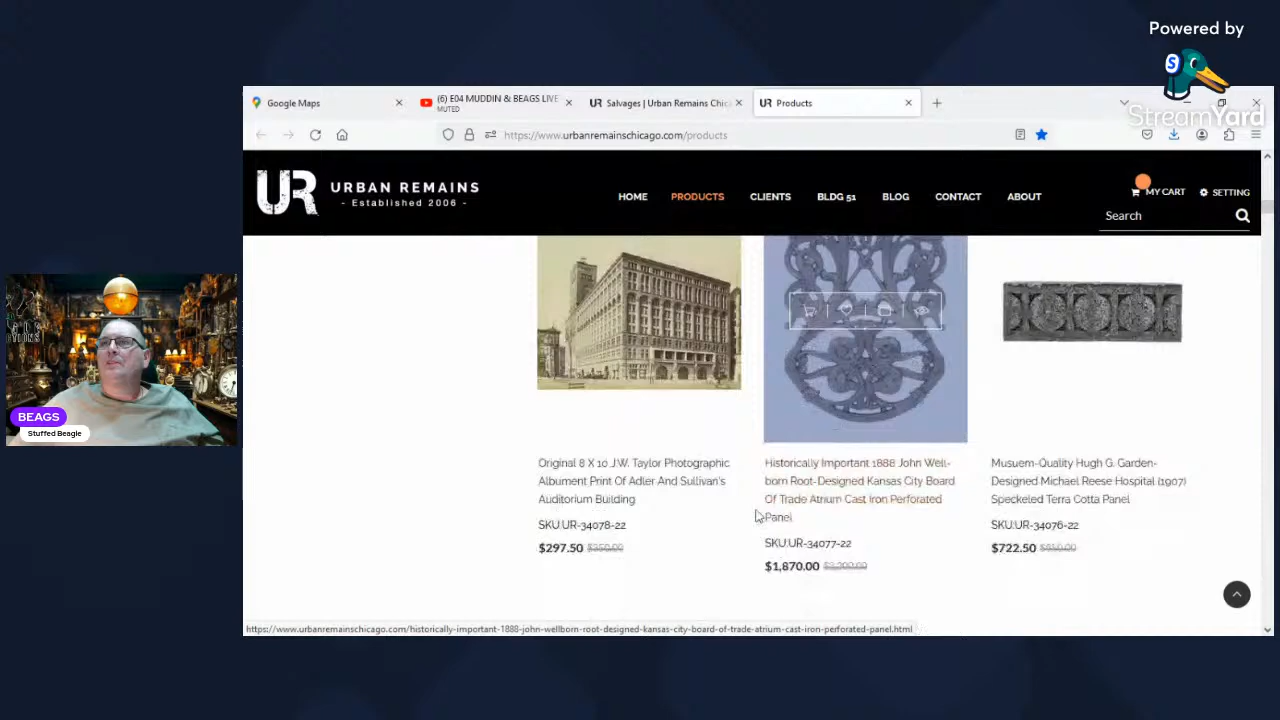 Powered by
S
StreamYard
Google Maps
(6) E04 MUDDIN & BEAGS LIVE
MUTED
UR Salvages | Urban Remains Chic
UR Products
https://www.urbanremainschicago.com/products
UR
URBAN REMAINS
- Established 2006 -
HOME
PRODUCTS
CLIENTS
BLDG 51
BLOG
CONTACT
ABOUT
MY CART
SETTING
Search
BEAGS
Stuffed Beagle
Original 8 X 10 J.W. Taylor Photographic
Albument Print Of Adler And Sullivan's
Auditorium Building
SKU:UR-34078-22
$297.50 $350.00
Historically Important 1888 John Well-
born Root-Designed Kansas City Board
Of Trade Atrium Cast Iron Perforated
Panel
SKU:UR-34077-22
$1,870.00
Musuem-Quality Hugh G. Garden-
Designed Michael Reese Hospital (1907)
Speckeled Terra Cotta Panel
SKU:UR-34076-22
$722.50
https://www.urbanremainschicago.com/historically-important-1888-john-wellborn-root-designed-kansas-city-board-of-trade-atrium-cast-iron-perforated-panel.html